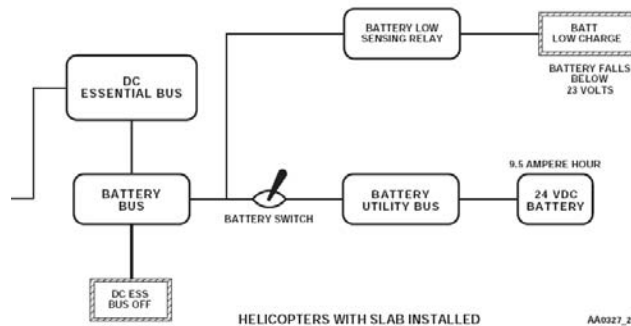 BATTERY LOW
SENSING RELAY
BATT
LOW CHARGE
BATTERY FALLS
BELOW
23 VOLTS
DC
ESSENTIAL BUS
9.5 AMPERE HOUR
BATTERY
BUS
BATTERY SWITCH
BATTERY
UTILITY BUS
24 VDC
BATTERY
DC ESS
BUS OFF
HELICOPTERS WITH SLAB INSTALLED
AA0327_2